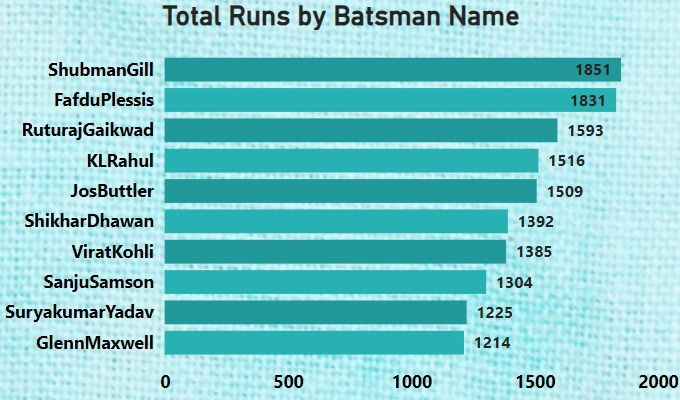 Total Runs by Batsman Name
ShubmanGill 1851
FafduPlessis 1831
RuturajGaikwad 1593
KLRahul 1516
JosButtler 1509
ShikharDhawan 1392
ViratKohli 1385
SanjuSamson 1304
SuryakumarYadav 1225
GlennMaxwell 1214
0 500 1000 1500 2000